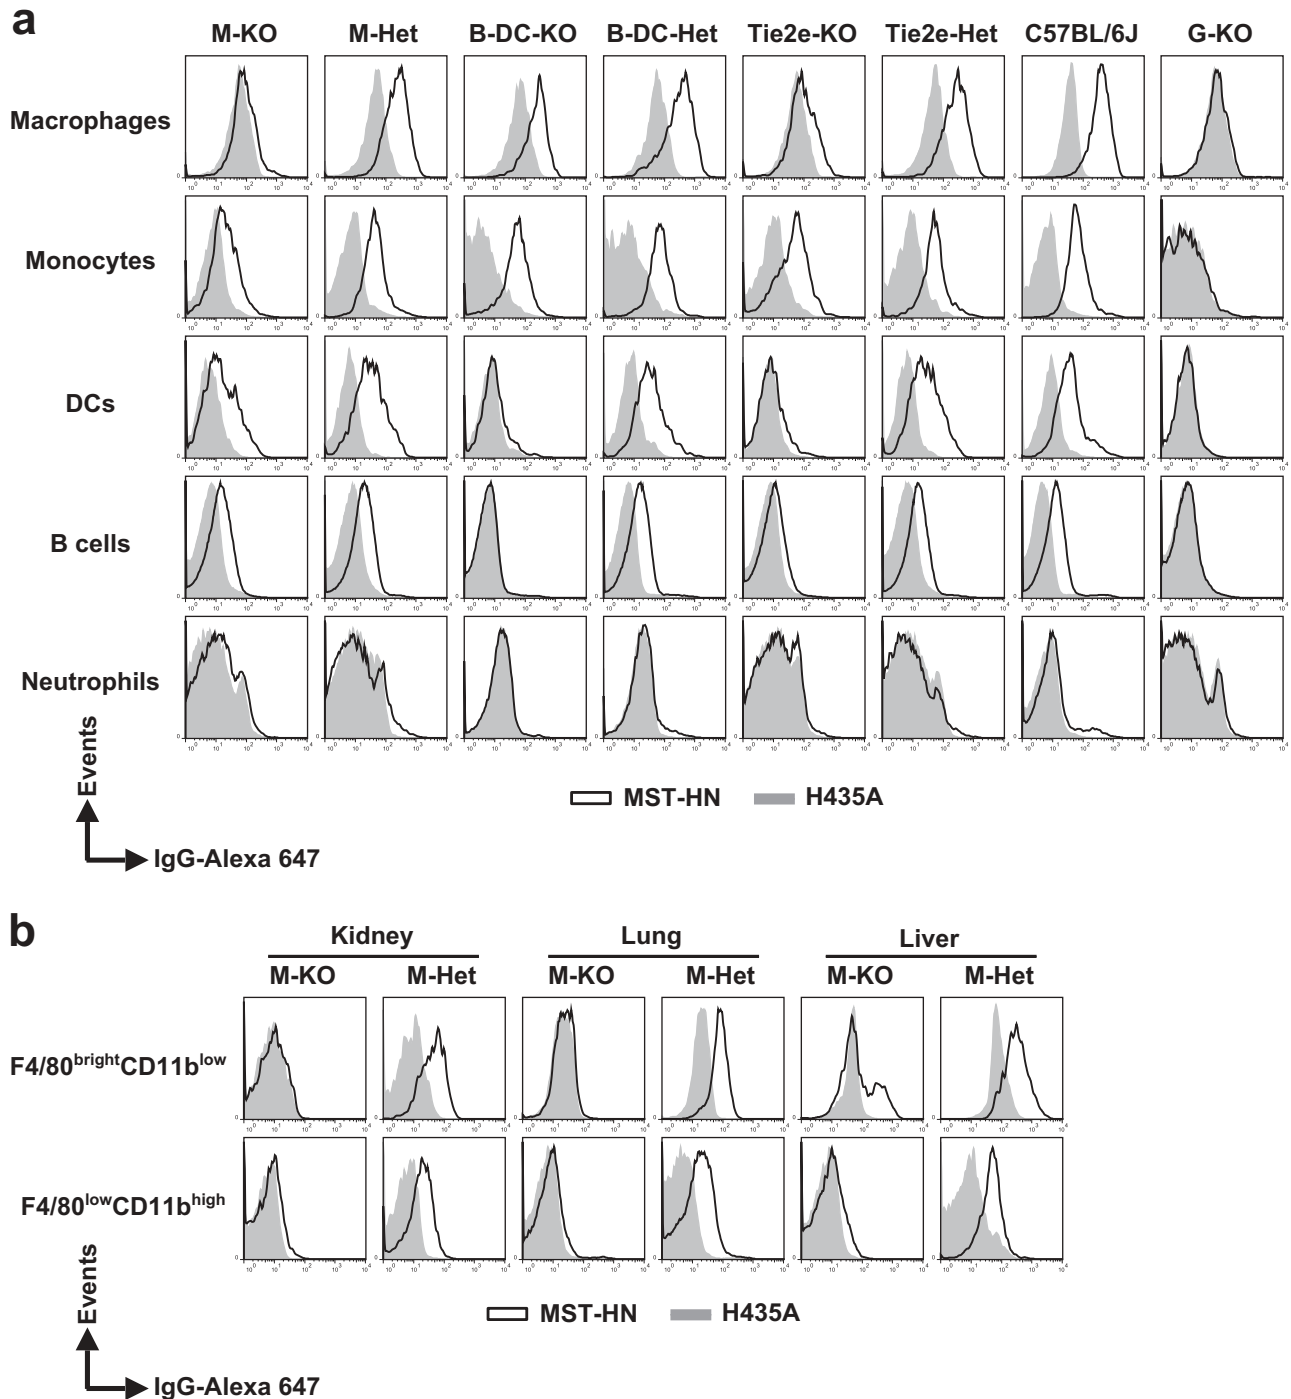 a
M-KO M-Het B-DC-KO B-DC-Het Tie2e-KO Tie2e-Het C57BL/6J G-KO
Macrophages
Monocytes
DCs
B cells
Neutrophils
Events
IgG-Alexa 647
MST-HN H435A
b
Kidney Lung Liver
M-KO M-Het M-KO M-Het M-KO M-Het
F4/80brightCD11blow
F4/80lowCD11bhigh
MST-HN H435A
Events
IgG-Alexa 647